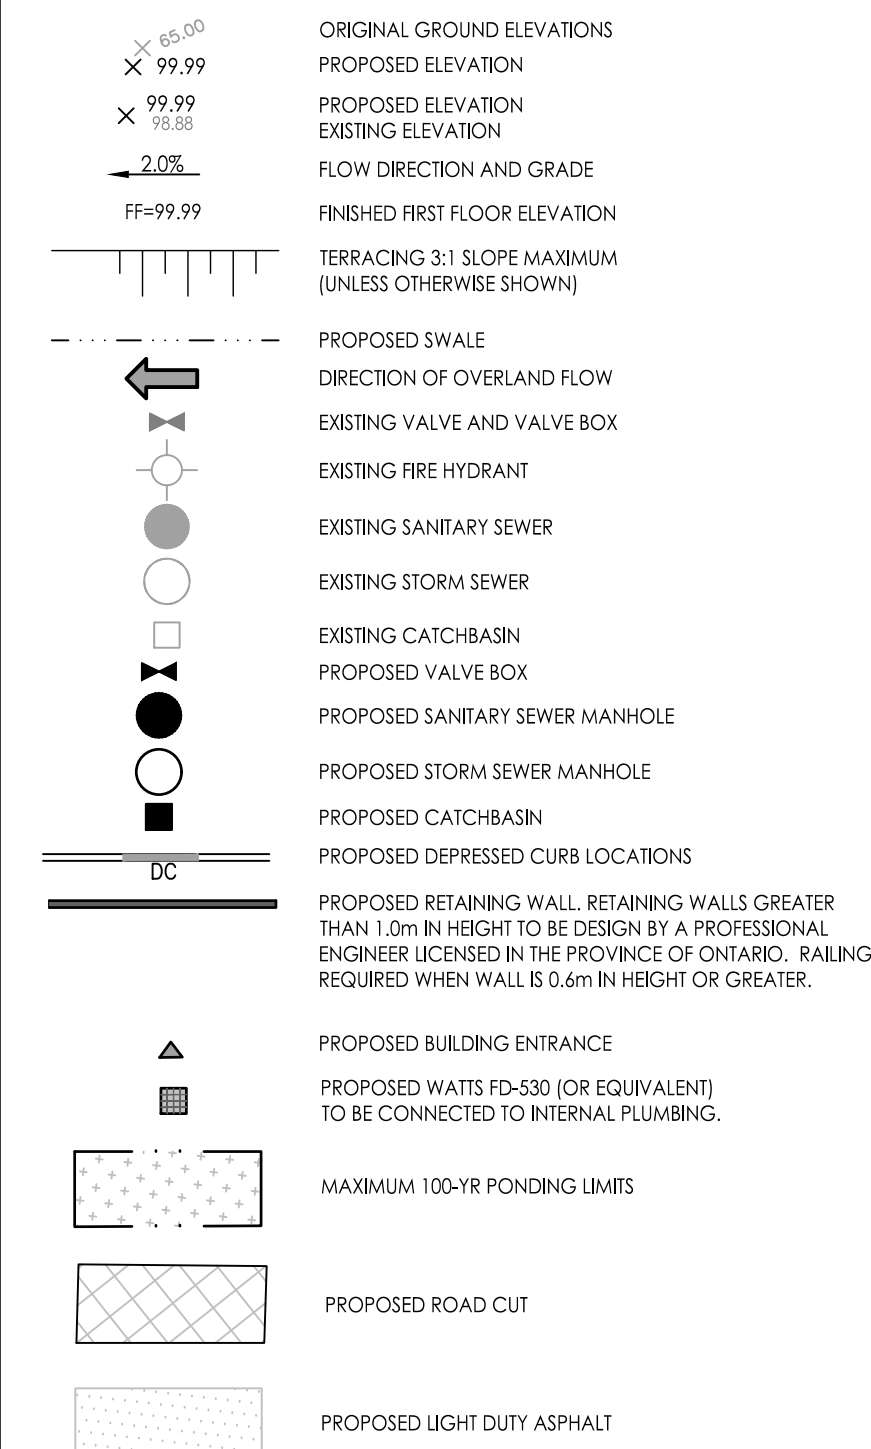 65.00 ORIGINAL GROUND ELEVATIONS
99.99 PROPOSED ELEVATION
99.99 PROPOSED ELEVATION
98.88 EXISTING ELEVATION
2.0% FLOW DIRECTION AND GRADE
FF=99.99 FINISHED FIRST FLOOR ELEVATION
TERRACING 3:1 SLOPE MAXIMUM
(UNLESS OTHERWISE SHOWN)
PROPOSED SWALE
DIRECTION OF OVERLAND FLOW
EXISTING VALVE AND VALVE BOX
EXISTING FIRE HYDRANT
EXISTING SANITARY SEWER
EXISTING STORM SEWER
EXISTING CATCHBASIN
PROPOSED VALVE BOX
PROPOSED SANITARY SEWER MANHOLE
PROPOSED STORM SEWER MANHOLE
PROPOSED CATCHBASIN
PROPOSED DEPRESSED CURB LOCATIONS
DC
PROPOSED RETAINING WALL. RETAINING WALLS GREATER
THAN 1.0m IN HEIGHT TO BE DESIGN BY A PROFESSIONAL
ENGINEER LICENSED IN THE PROVINCE OF ONTARIO. RAILING
REQUIRED WHEN WALL IS 0.6m IN HEIGHT OR GREATER.
PROPOSED BUILDING ENTRANCE
PROPOSED WATTS FD-530 (OR EQUIVALENT)
TO BE CONNECTED TO INTERNAL PLUMBING.
MAXIMUM 100-YR PONDING LIMITS
PROPOSED ROAD CUT
PROPOSED LIGHT DUTY ASPHALT